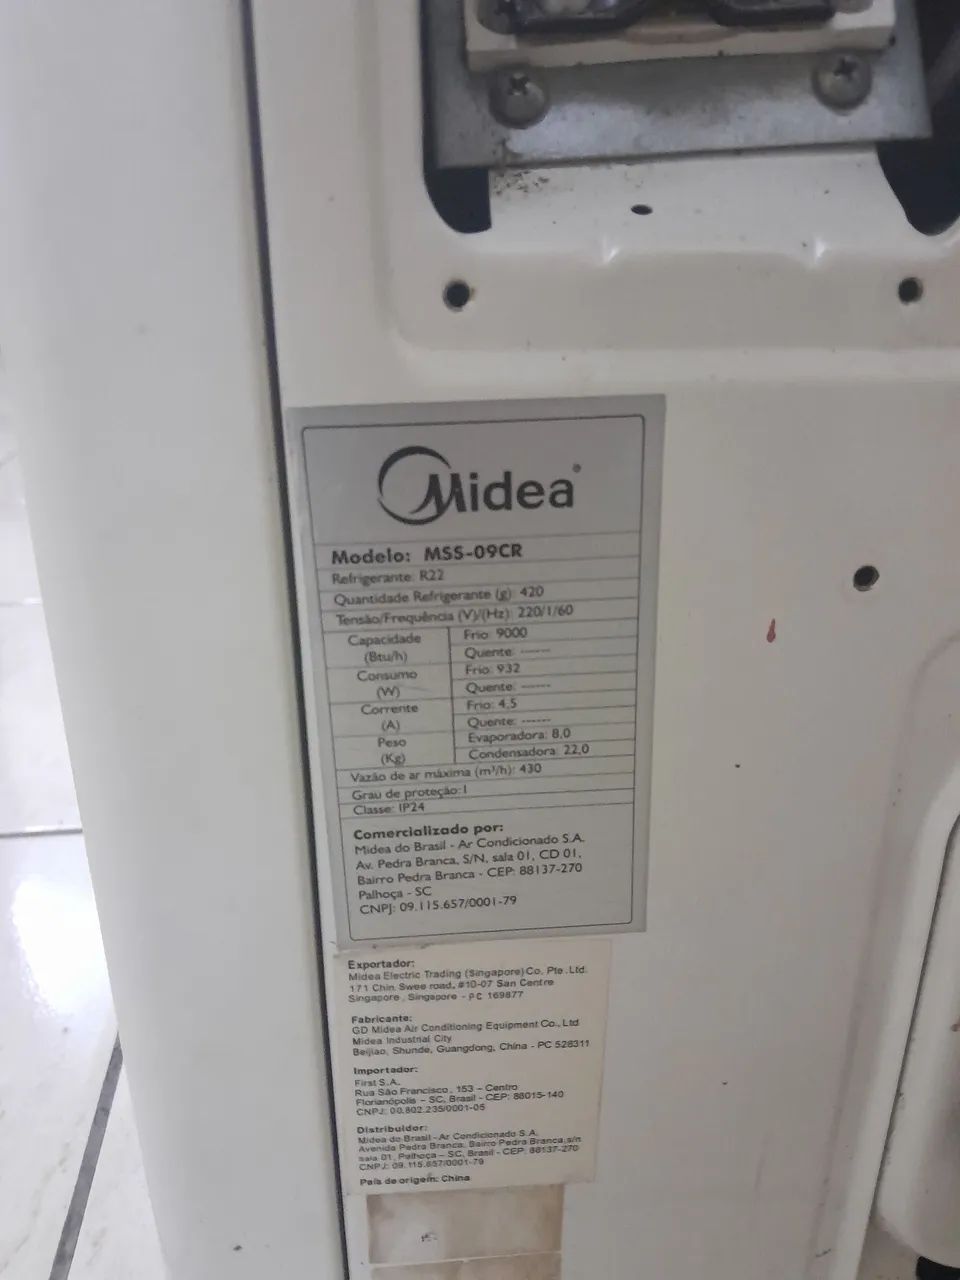 Midea
Modelo: MSS-09CR
Refrigerante: R22
Quantidade Refrigerante (g): 420
Tensão/Frequência (V)/(Hz): 220/1/60
Capacidade (Btu/h)
Frio: 9000
Quente: ------
Consumo (W)
Frio: 932
Quente: ------
Corrente (A)
Frio: 4,5
Quente: ------
Peso (Kg)
Evaporadora: 8,0
Condensadora: 22,0
Vazão de ar máxima (m³/h): 430
Grau de proteção: I
Classe: IP24
Comercializado por:
Midea do Brasil - Ar Condicionado S.A.
Av. Pedra Branca, S/N, sala 01, CD 01,
Bairro Pedra Branca - CEP: 88137-270
Palhoça - SC
CNPJ: 09.115.657/0001-79
Exportador:
Midea Electric Trading (Singapore) Co. Pte. Ltd.
171 Chin Swee road, #10-07 San Centre
Singapore, Singapore - PC 169877
Fabricante:
GD Midea Air Conditioning Equipment Co., Ltd
Midea Industrial City
Beijiao, Shunde, Guangdong, China - PC 528311
Importador:
First S.A.
Rua São Francisco, 153 – Centro
Florianópolis – SC, Brasil - CEP: 88015-140
CNPJ: 00.802.235/0001-05
Distribuidor:
Midea do Brasil - Ar Condicionado S.A.
Avenida Pedra Branca, Bairro Pedra Branca, s/n
sala 01, Palhoça – SC, Brasil - CEP: 88137-270
CNPJ: 09.115.657/0001-79
País de origem: China